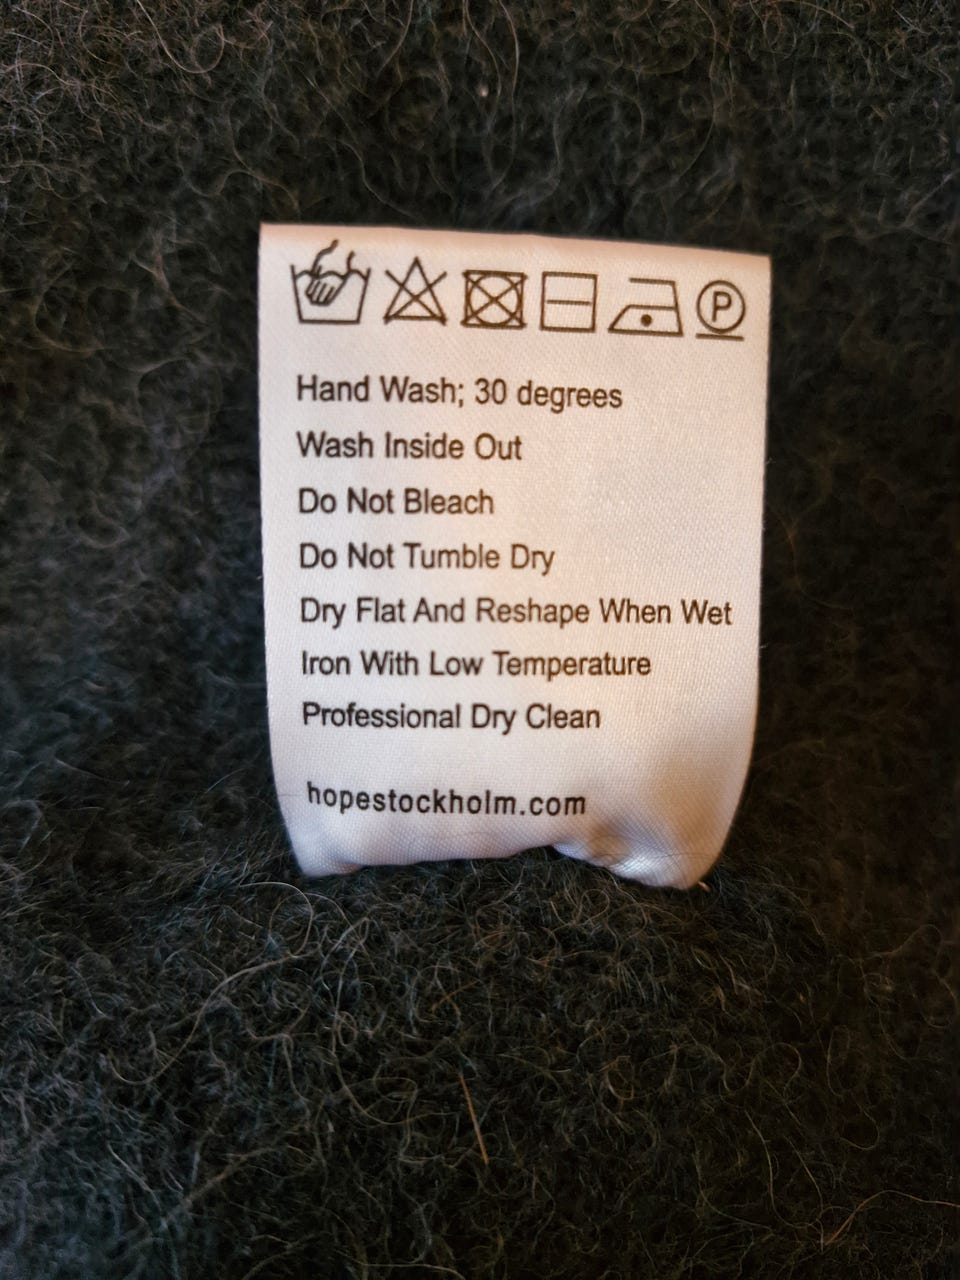 P
Hand Wash; 30 degrees
Wash Inside Out
Do Not Bleach
Do Not Tumble Dry
Dry Flat And Reshape When Wet
Iron With Low Temperature
Professional Dry Clean
hopestockholm.com